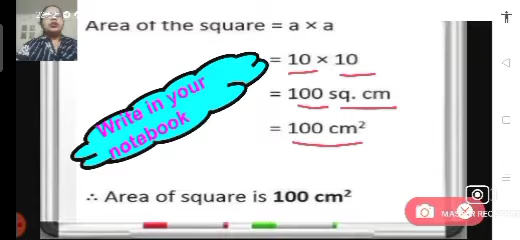 Area of the square = a × a
= 10 × 10
= 100 sq. cm
= 100 cm²
Write in your
notebook
∴ Area of square is 100 cm²